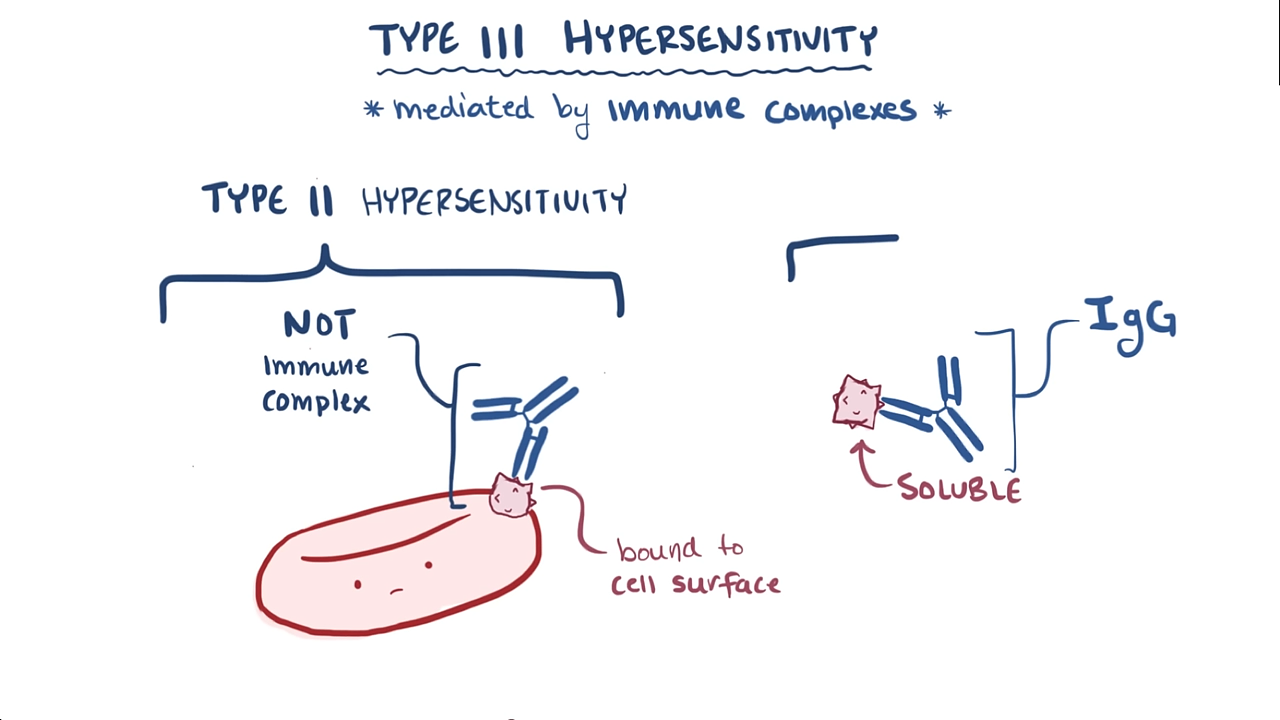 TYPE III HYPERSENSITIVITY
* mediated by Immune Complexes *
TYPE II HYPERSENSITIVITY
NOT
Immune
Complex
IgG
SOLUBLE
bound to
cell surface